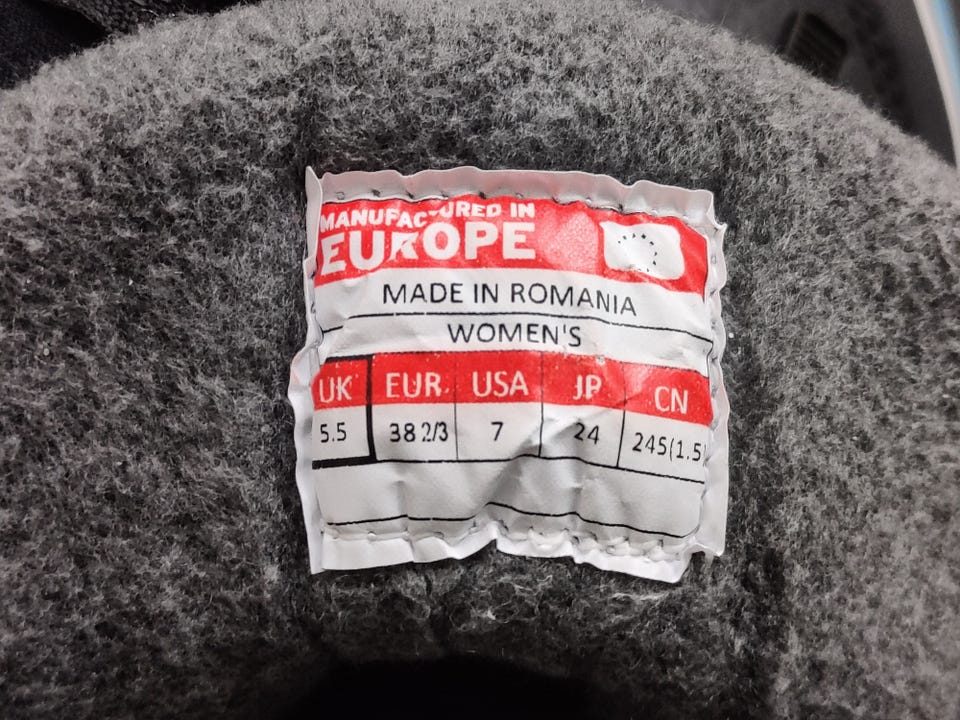 MANUFACTURED IN
EUROPE
MADE IN ROMANIA
WOMEN'S
UK EUR USA JP CN
5.5 38 2/3 7 24 245(1.5)